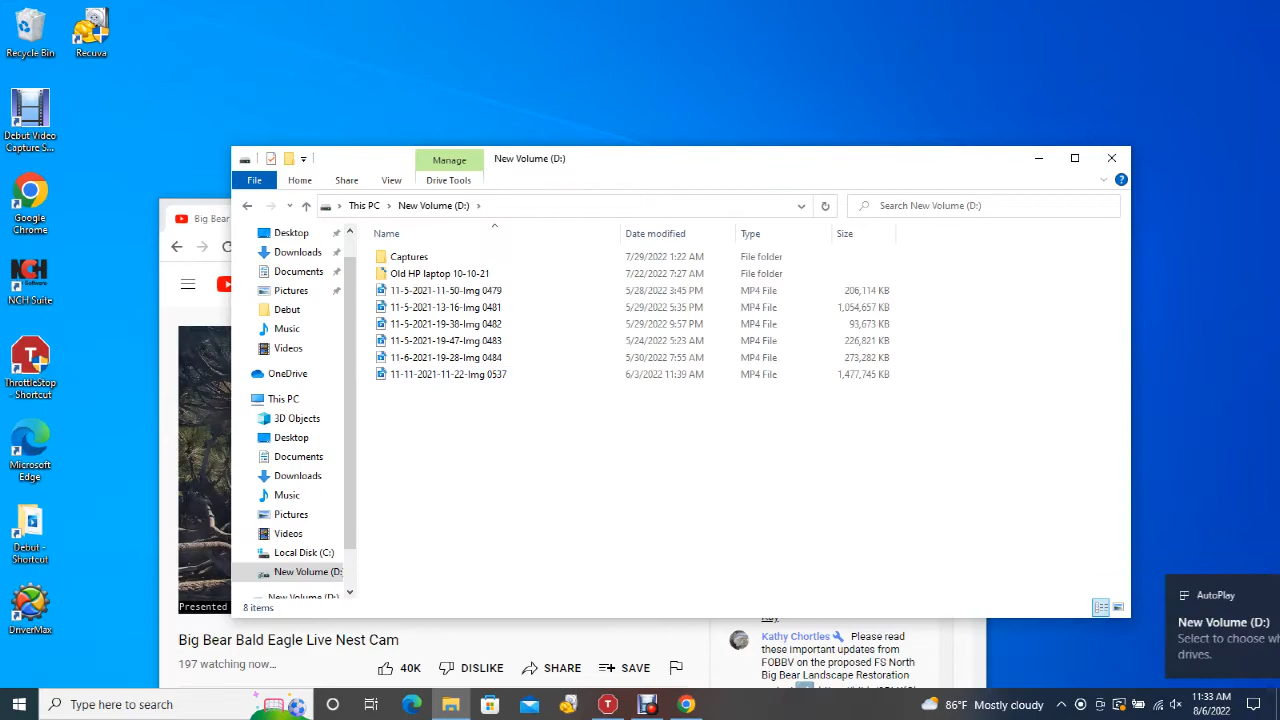 Recycle Bin
Recuva
Debut Video
Capture S...
Google
Chrome
NCH
Software
NCH Suite
T
ThrottleStop
- Shortcut
Microsoft
Edge
Debut -
Shortcut
DriverMax
Manage
New Volume (D:)
File
Home
Share
View
Drive Tools
This PC
New Volume (D:)
Search New Volume (D:)
Name
Date modified
Type
Size
Captures 7/29/2022 1:22 AM File folder
Old HP laptop 10-10-21 7/22/2022 7:27 AM File folder
11-5-2021-11-50-Img 0479 5/28/2022 3:45 PM MP4 File 206,114 KB
11-5-2021-13-16-Img 0481 5/29/2022 5:35 PM MP4 File 1,054,657 KB
11-5-2021-19-38-Img 0482 5/29/2022 9:57 PM MP4 File 93,673 KB
11-5-2021-19-47-Img 0483 5/24/2022 5:23 AM MP4 File 226,821 KB
11-6-2021-19-28-Img 0484 5/30/2022 7:55 AM MP4 File 273,282 KB
11-11-2021-11-22-Img 0537 6/3/2022 11:39 AM MP4 File 1,477,745 KB
Desktop
Downloads
Documents
Pictures
Debut
Music
Videos
OneDrive
This PC
3D Objects
Desktop
Documents
Downloads
Music
Pictures
Videos
Local Disk (C:)
New Volume (D:
New Volume (D:)
8 items
Big Bear
Presented
Big Bear Bald Eagle Live Nest Cam
197 watching now...
40K
DISLIKE
SHARE
SAVE
Kathy Chortles
Please read
these important updates from
FOBBV on the proposed FS North
Big Bear Landscape Restoration
AutoPlay
New Volume (D:)
Select to choose w
drives.
Type here to search
T
86°F Mostly cloudy
11:33 AM
8/6/2022